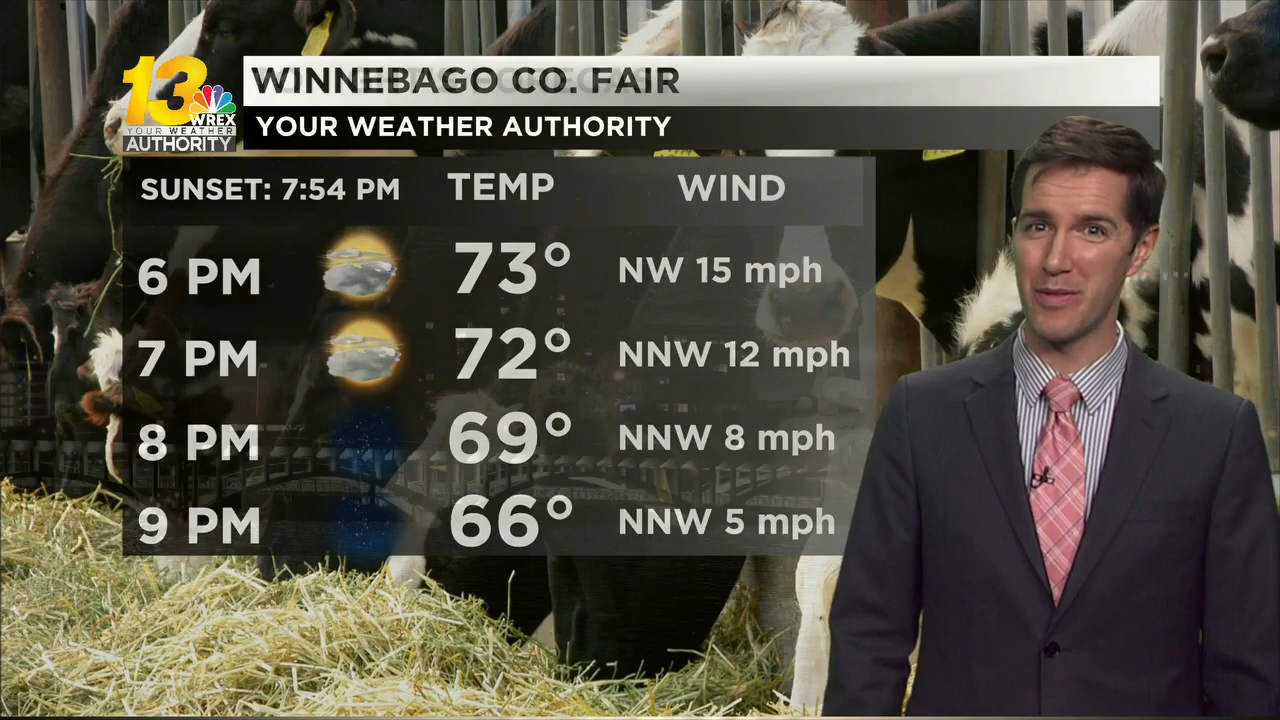 13
WREX
YOUR WEATHER
AUTHORITY
WINNEBAGO CO. FAIR
YOUR WEATHER AUTHORITY
SUNSET: 7:54 PM TEMP WIND
6 PM 73° NW 15 mph
7 PM 72° NNW 12 mph
8 PM 69° NNW 8 mph
9 PM 66° NNW 5 mph